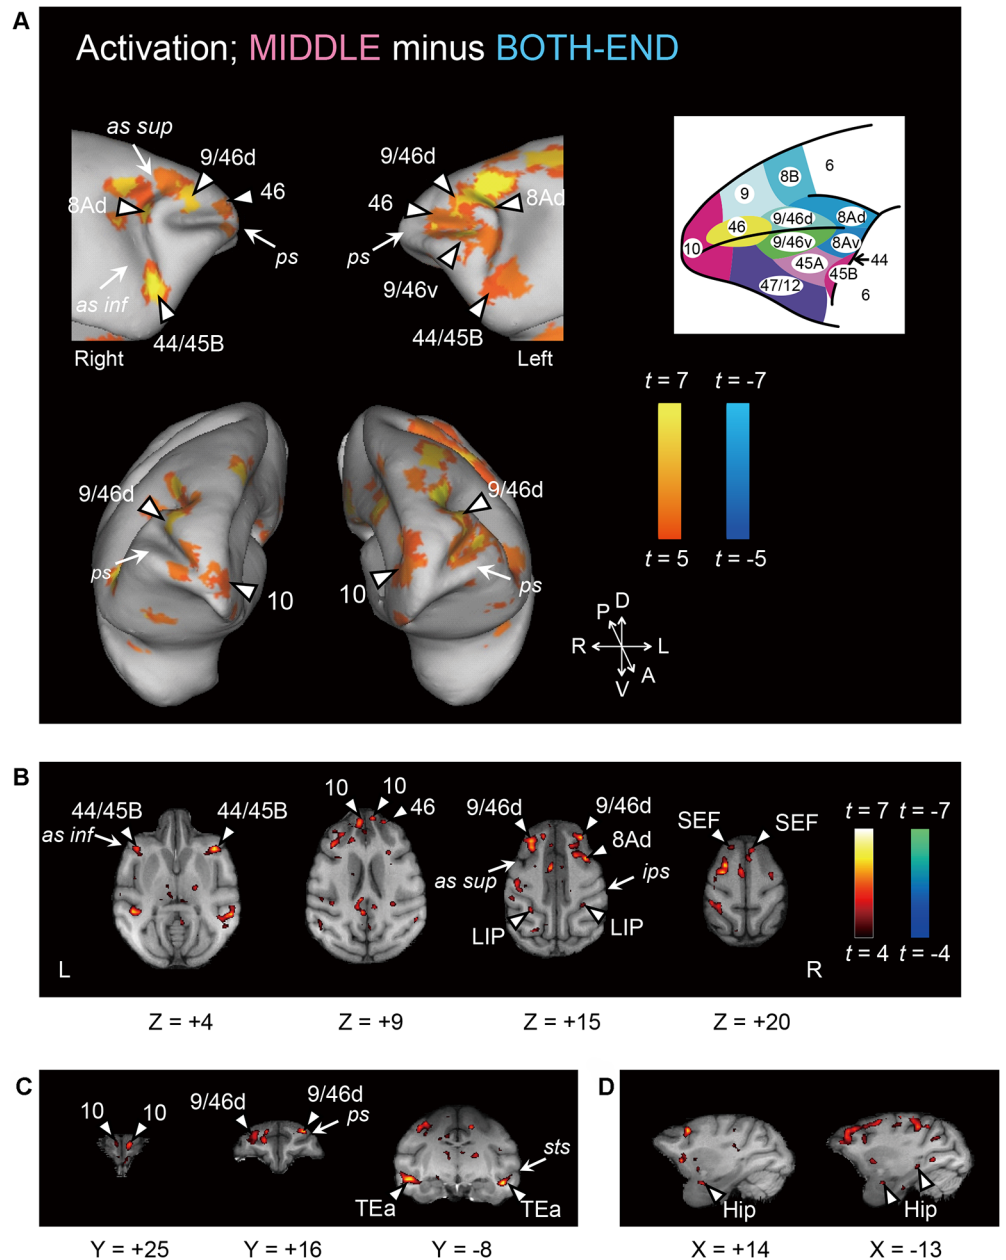 A
Activation; MIDDLE minus BOTH-END
as sup
9/46d
46
8Ad
ps
as inf
44/45B
Right
9/46d
46
8Ad
ps
9/46v
44/45B
Left
6
8B
9
46
9/46d
8Ad
10
9/46v
8Av
45A
44
45B
47/12
6
t = 7
t = -7
t = 5
t = -5
9/46d
ps
10
9/46d
ps
10
P D
R L
V A
B
44/45B
44/45B
as inf
L
10
10
46
9/46d
9/46d
8Ad
as sup
ips
LIP
LIP
SEF
SEF
R
t = 7
t = -7
t = 4
t = -4
Z = +4
Z = +9
Z = +15
Z = +20
C
10
10
9/46d
9/46d
ps
sts
TEa
TEa
Y = +25
Y = +16
Y = -8
D
Hip
Hip
X = +14
X = -13